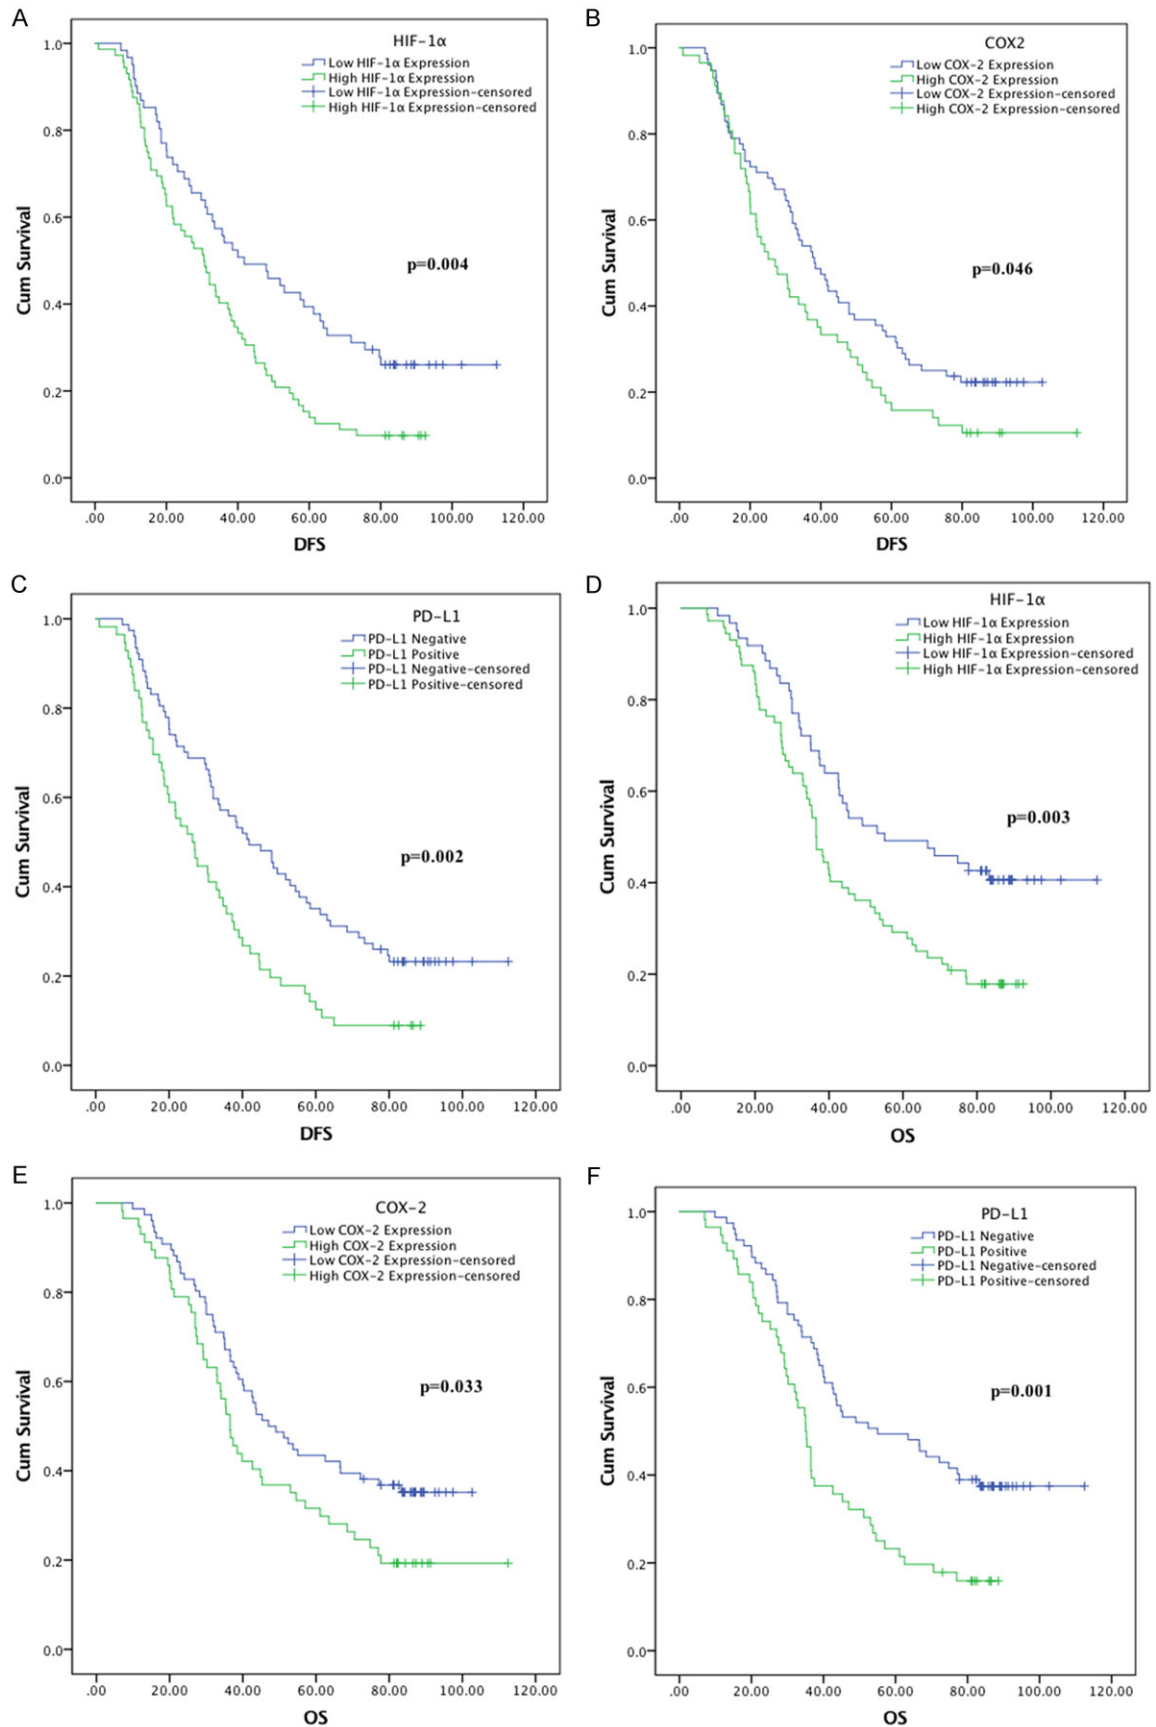 A
HIF-1α
Low HIF-1α Expression
High HIF-1α Expression
Low HIF-1α Expression-censored
High HIF-1α Expression-censored
1.0
0.8
0.6
0.4
0.2
0.0
Cum Survival
p=0.004
.00 20.00 40.00 60.00 80.00 100.00 120.00
DFS
B
COX2
Low COX-2 Expression
High COX-2 Expression
Low COX-2 Expression-censored
High COX-2 Expression-censored
1.0
0.8
0.6
0.4
0.2
0.0
Cum Survival
p=0.046
.00 20.00 40.00 60.00 80.00 100.00 120.00
DFS
C
PD-L1
PD-L1 Negative
PD-L1 Positive
PD-L1 Negative-censored
PD-L1 Positive-censored
1.0
0.8
0.6
0.4
0.2
0.0
Cum Survival
p=0.002
.00 20.00 40.00 60.00 80.00 100.00 120.00
DFS
D
HIF-1α
Low HIF-1α Expression
High HIF-1α Expression
Low HIF-1α Expression-censored
High HIF-1α Expression-censored
1.0
0.8
0.6
0.4
0.2
0.0
Cum Survival
p=0.003
.00 20.00 40.00 60.00 80.00 100.00 120.00
OS
E
COX-2
Low COX-2 Expression
High COX-2 Expression
Low COX-2 Expression-censored
High COX-2 Expression-censored
1.0
0.8
0.6
0.4
0.2
0.0
Cum Survival
p=0.033
.00 20.00 40.00 60.00 80.00 100.00 120.00
OS
F
PD-L1
PD-L1 Negative
PD-L1 Positive
PD-L1 Negative-censored
PD-L1 Positive-censored
1.0
0.8
0.6
0.4
0.2
0.0
Cum Survival
p=0.001
.00 20.00 40.00 60.00 80.00 100.00 120.00
OS